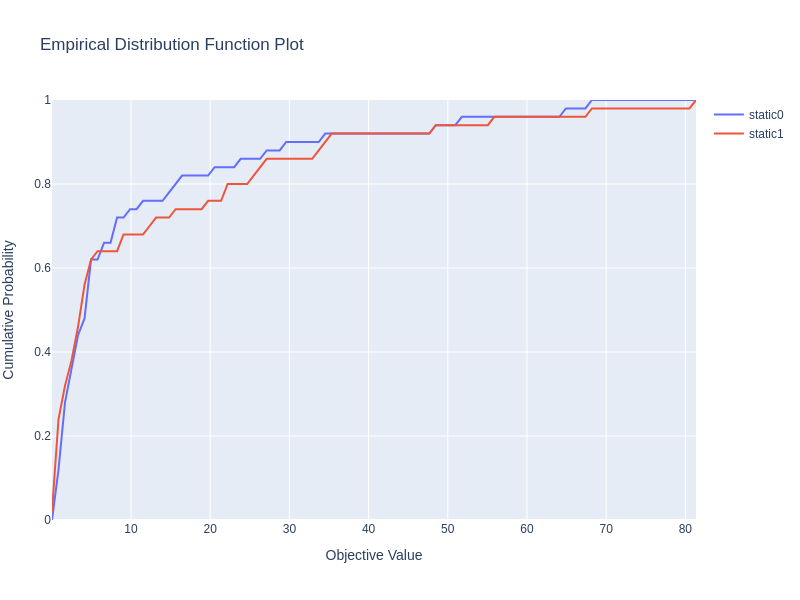 Empirical Distribution Function Plot
1
0.8
0.6
0.4
0.2
0
Cumulative Probability
10
20
30
40
50
60
70
80
Objective Value
static0
static1